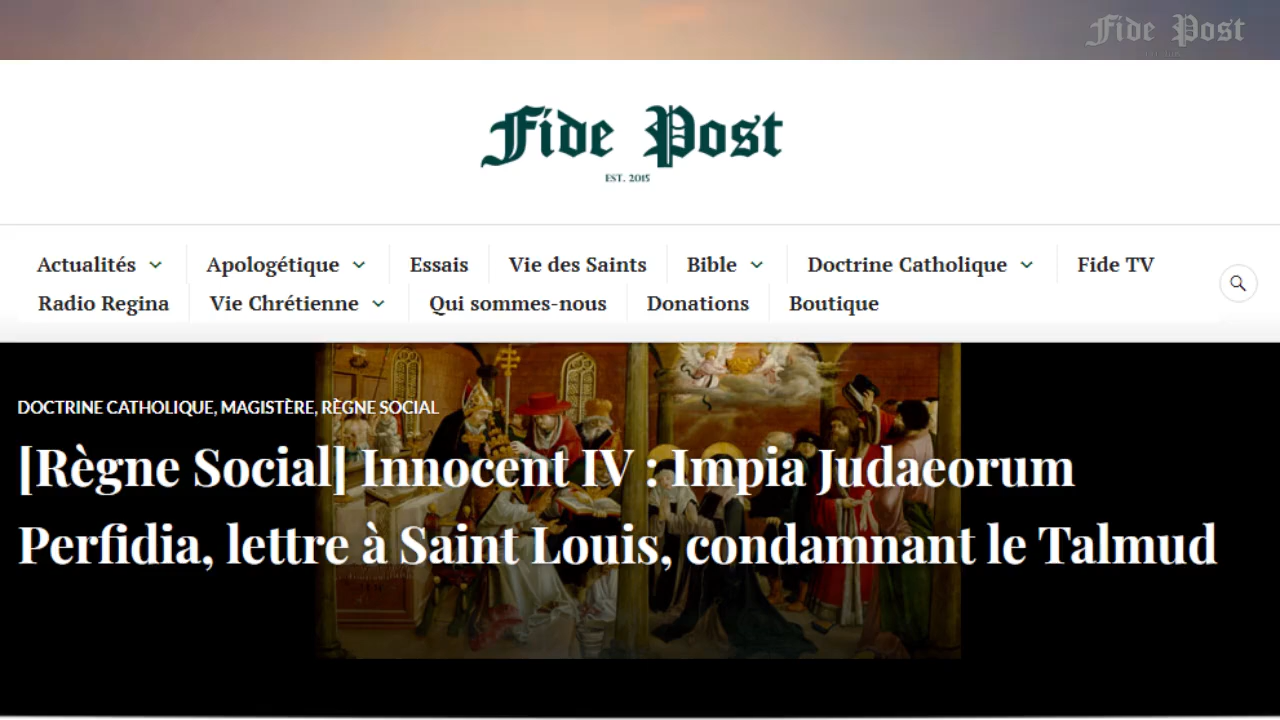 Fide Post
Fide Post
EST. 2015
Actualités Apologétique Essais Vie des Saints Bible Doctrine Catholique Fide TV
Radio Regina Vie Chrétienne Qui sommes-nous Donations Boutique
DOCTRINE CATHOLIQUE, MAGISTÈRE, RÈGNE SOCIAL
[Règne Social] Innocent IV : Impia Judaeorum
Perfidia, lettre à Saint Louis, condamnant le Talmud